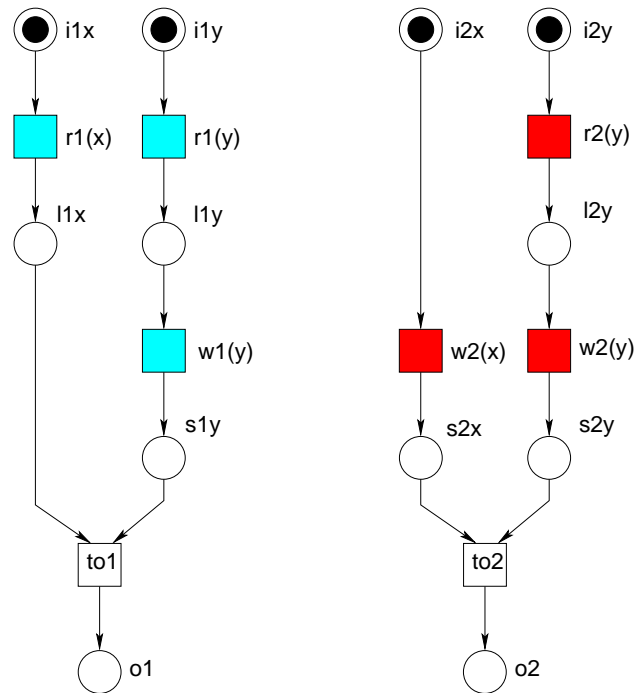 i1x i1y i2x i2y
r1(x) r1(y) r2(y)
l1x l1y l2y
w1(y) w2(x) w2(y)
s1y s2x s2y
to1 to2
o1 o2